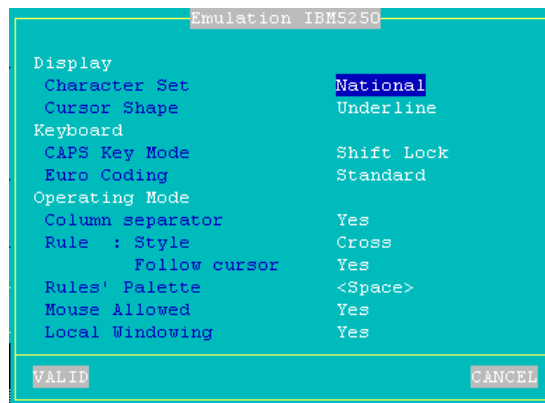 Emulation IBM5250
Display
Character Set National
Cursor Shape Underline
Keyboard
CAPS Key Mode Shift Lock
Euro Coding Standard
Operating Mode
Column separator Yes
Rule : Style Cross
Follow cursor Yes
Rules' Palette <Space>
Mouse Allowed Yes
Local Windowing Yes
VALID CANCEL